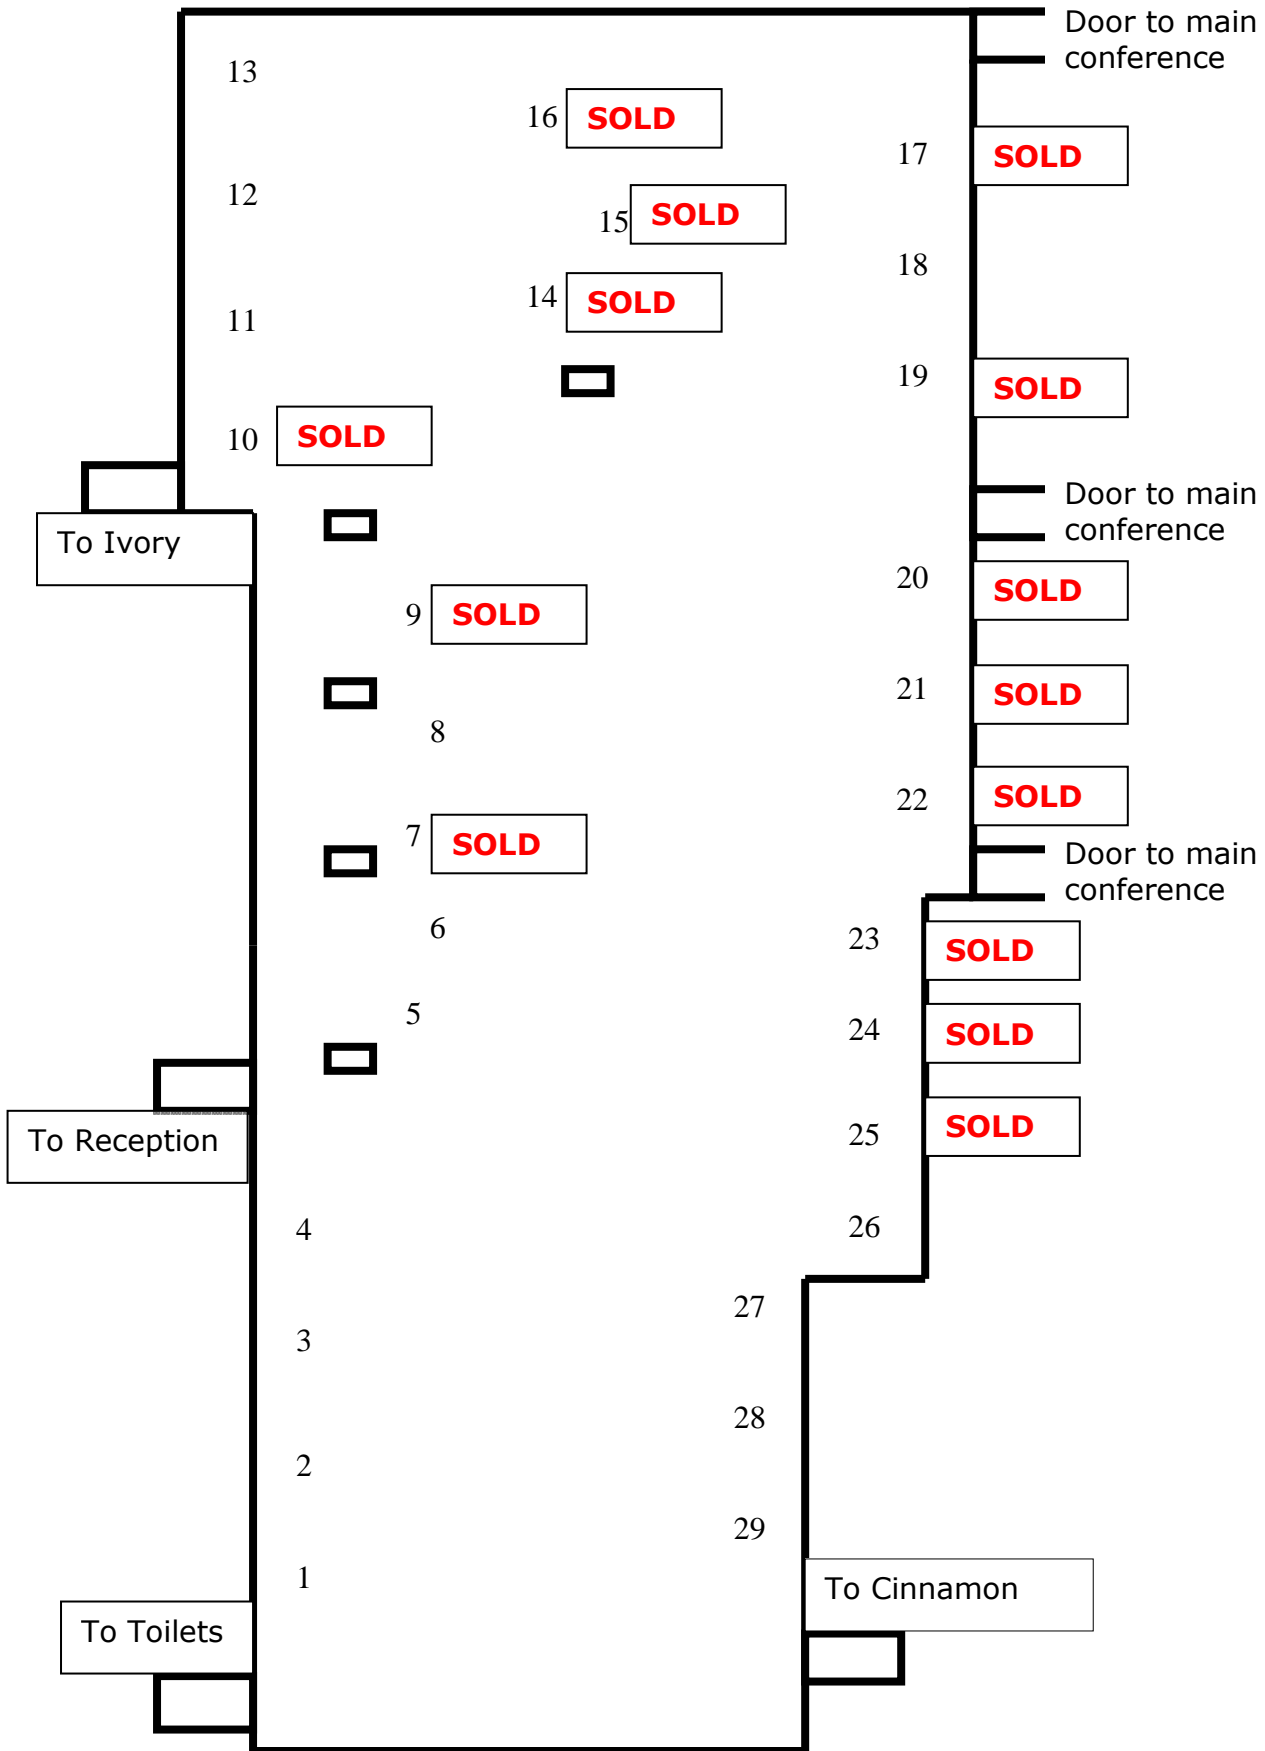 Door to main
conference
13
16 SOLD
17 SOLD
12
15 SOLD
18
14 SOLD
11
19 SOLD
10 SOLD
Door to main
conference
To Ivory
20 SOLD
9 SOLD
21 SOLD
8
22 SOLD
7 SOLD
Door to main
conference
6
23 SOLD
5
24 SOLD
25 SOLD
To Reception
4
26
27
3
28
2
29
1
To Cinnamon
To Toilets